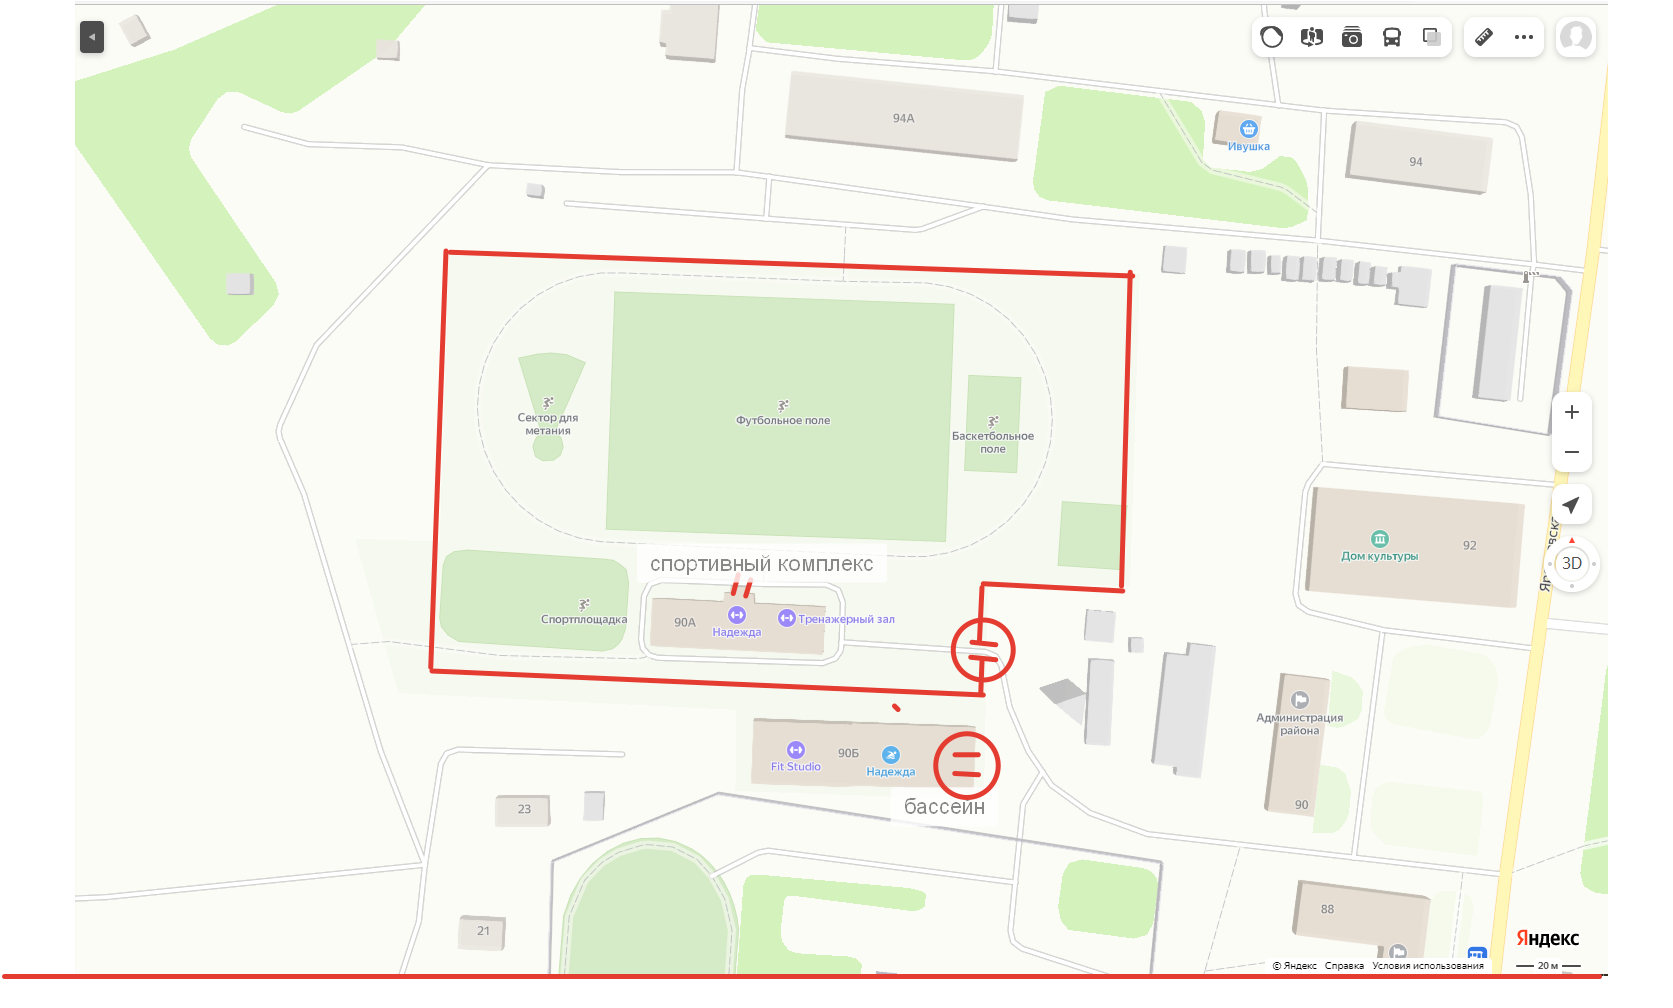 94А
Ивушка
94
Сектор для
метания
Футбольное поле
Баскетбольное
поле
92
Дом культуры
3D
спортивный комплекс
Спортплощадка
90А
Надежда
Тренажерный зал
Администрация
района
90Б
Fit Studio
Надежда
90
23
бассейн
88
21
Яндекс
© Яндекс Справка Условия использования
20 м